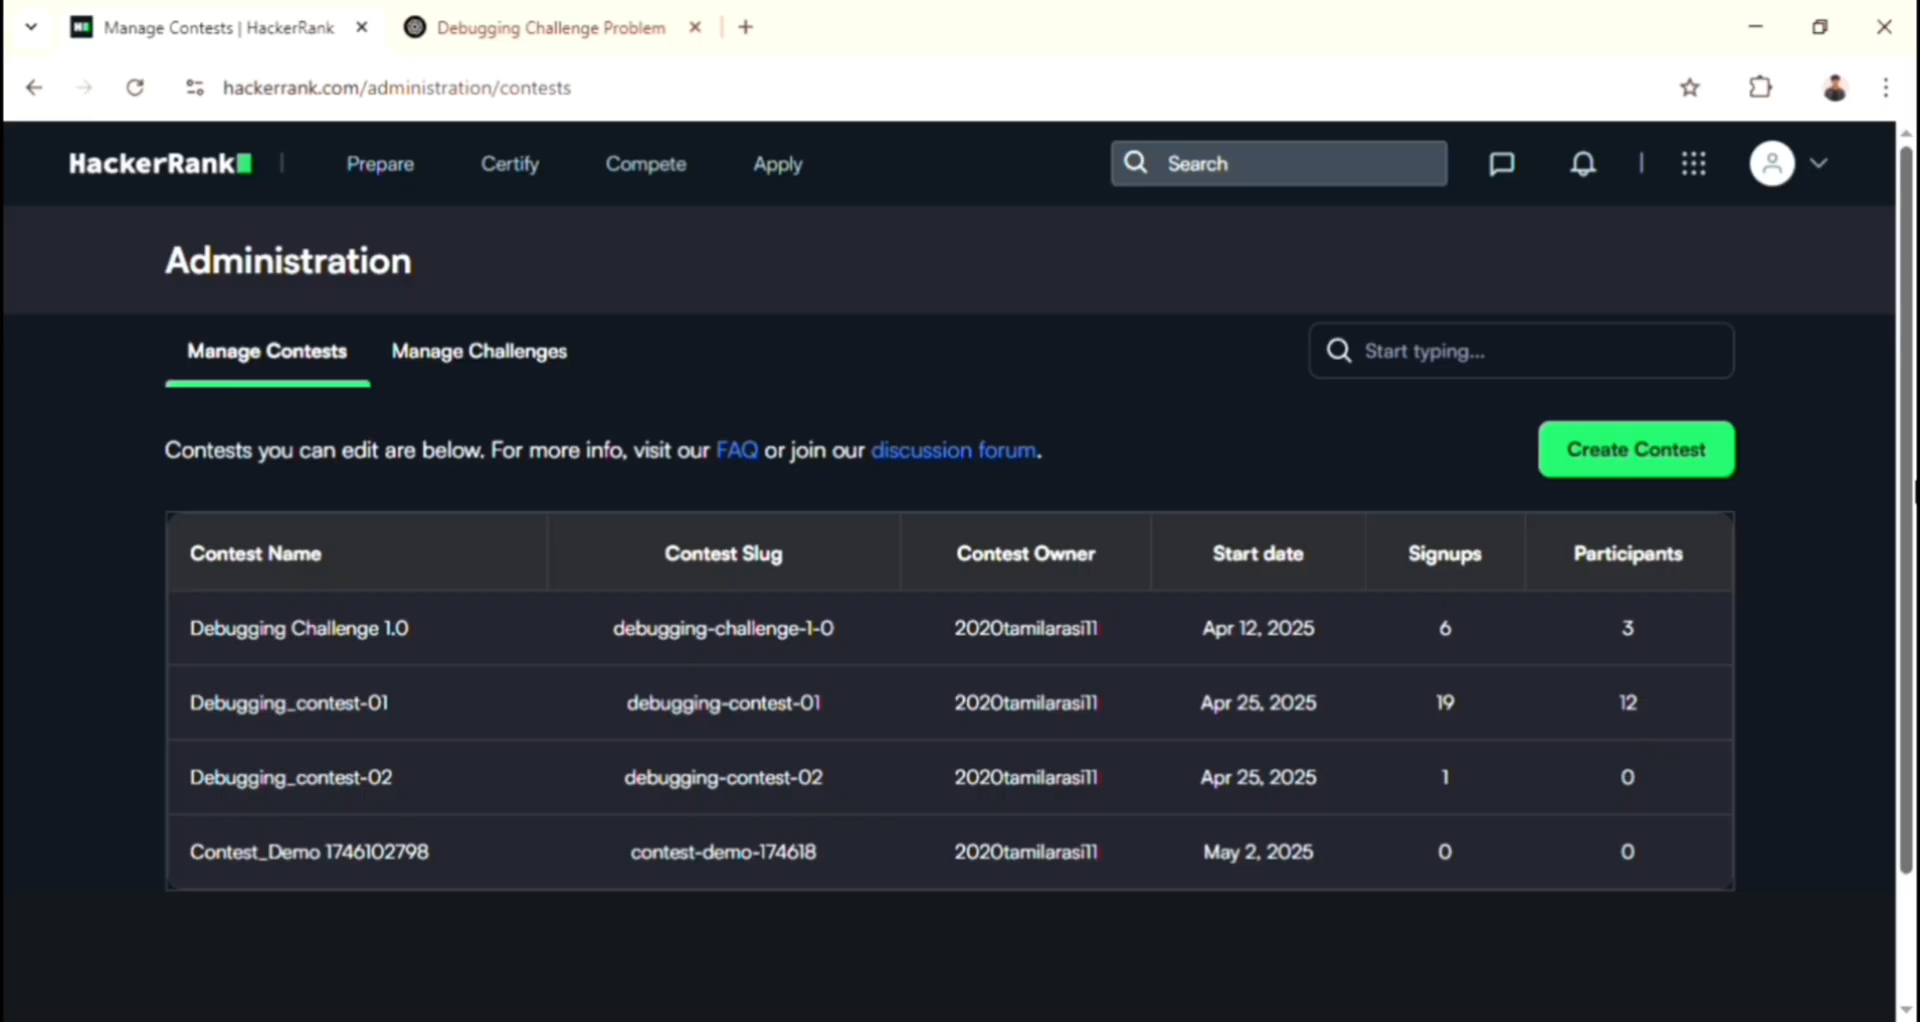 Manage Contests | HackerRank
Debugging Challenge Problem
hackerrank.com/administration/contests
HackerRank
Prepare
Certify
Compete
Apply
Search
Administration
Manage Contests
Manage Challenges
Start typing...
Contests you can edit are below. For more info, visit our FAQ or join our discussion forum.
Create Contest
Contest Name Contest Slug Contest Owner Start date Signups Participants
Debugging Challenge 1.0 debugging-challenge-1-0 2020tamilarasi11 Apr 12, 2025 6 3
Debugging_contest-01 debugging-contest-01 2020tamilarasi11 Apr 25, 2025 19 12
Debugging_contest-02 debugging-contest-02 2020tamilarasi11 Apr 25, 2025 1 0
Contest_Demo 1746102798 contest-demo-174618 2020tamilarasi11 May 2, 2025 0 0